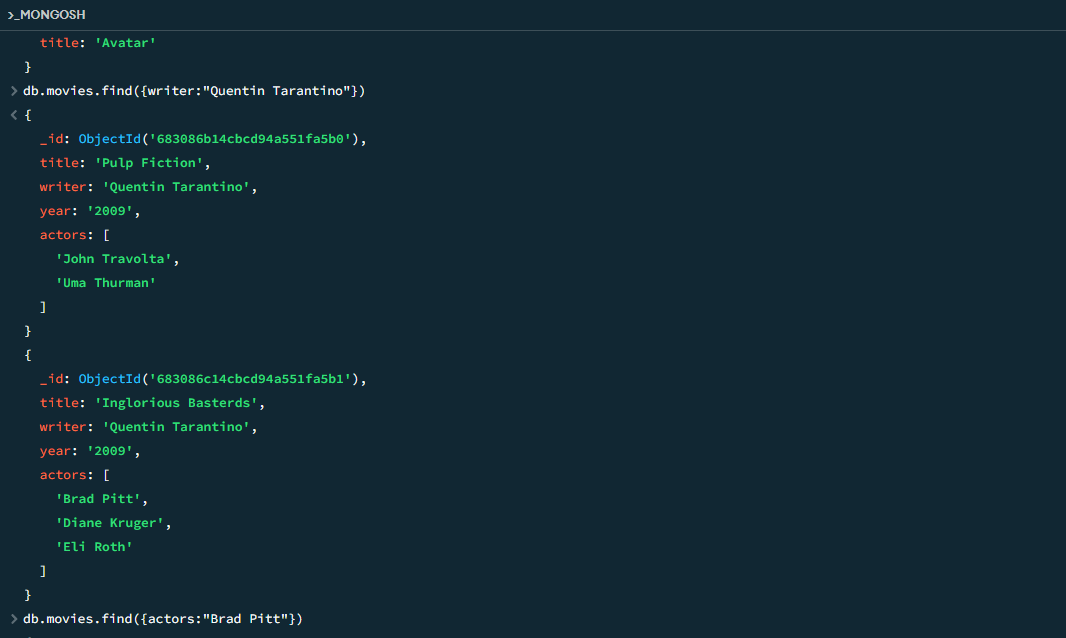 >_MONGOSH
title: 'Avatar'
}
> db.movies.find({writer:"Quentin Tarantino"})
< {
_id: ObjectId('683086b14cbcd94a551fa5b0'),
title: 'Pulp Fiction',
writer: 'Quentin Tarantino',
year: '2009',
actors: [
'John Travolta',
'Uma Thurman'
]
}
{
_id: ObjectId('683086c14cbcd94a551fa5b1'),
title: 'Inglorious Basterds',
writer: 'Quentin Tarantino',
year: '2009',
actors: [
'Brad Pitt',
'Diane Kruger',
'Eli Roth'
]
}
> db.movies.find({actors:"Brad Pitt"})